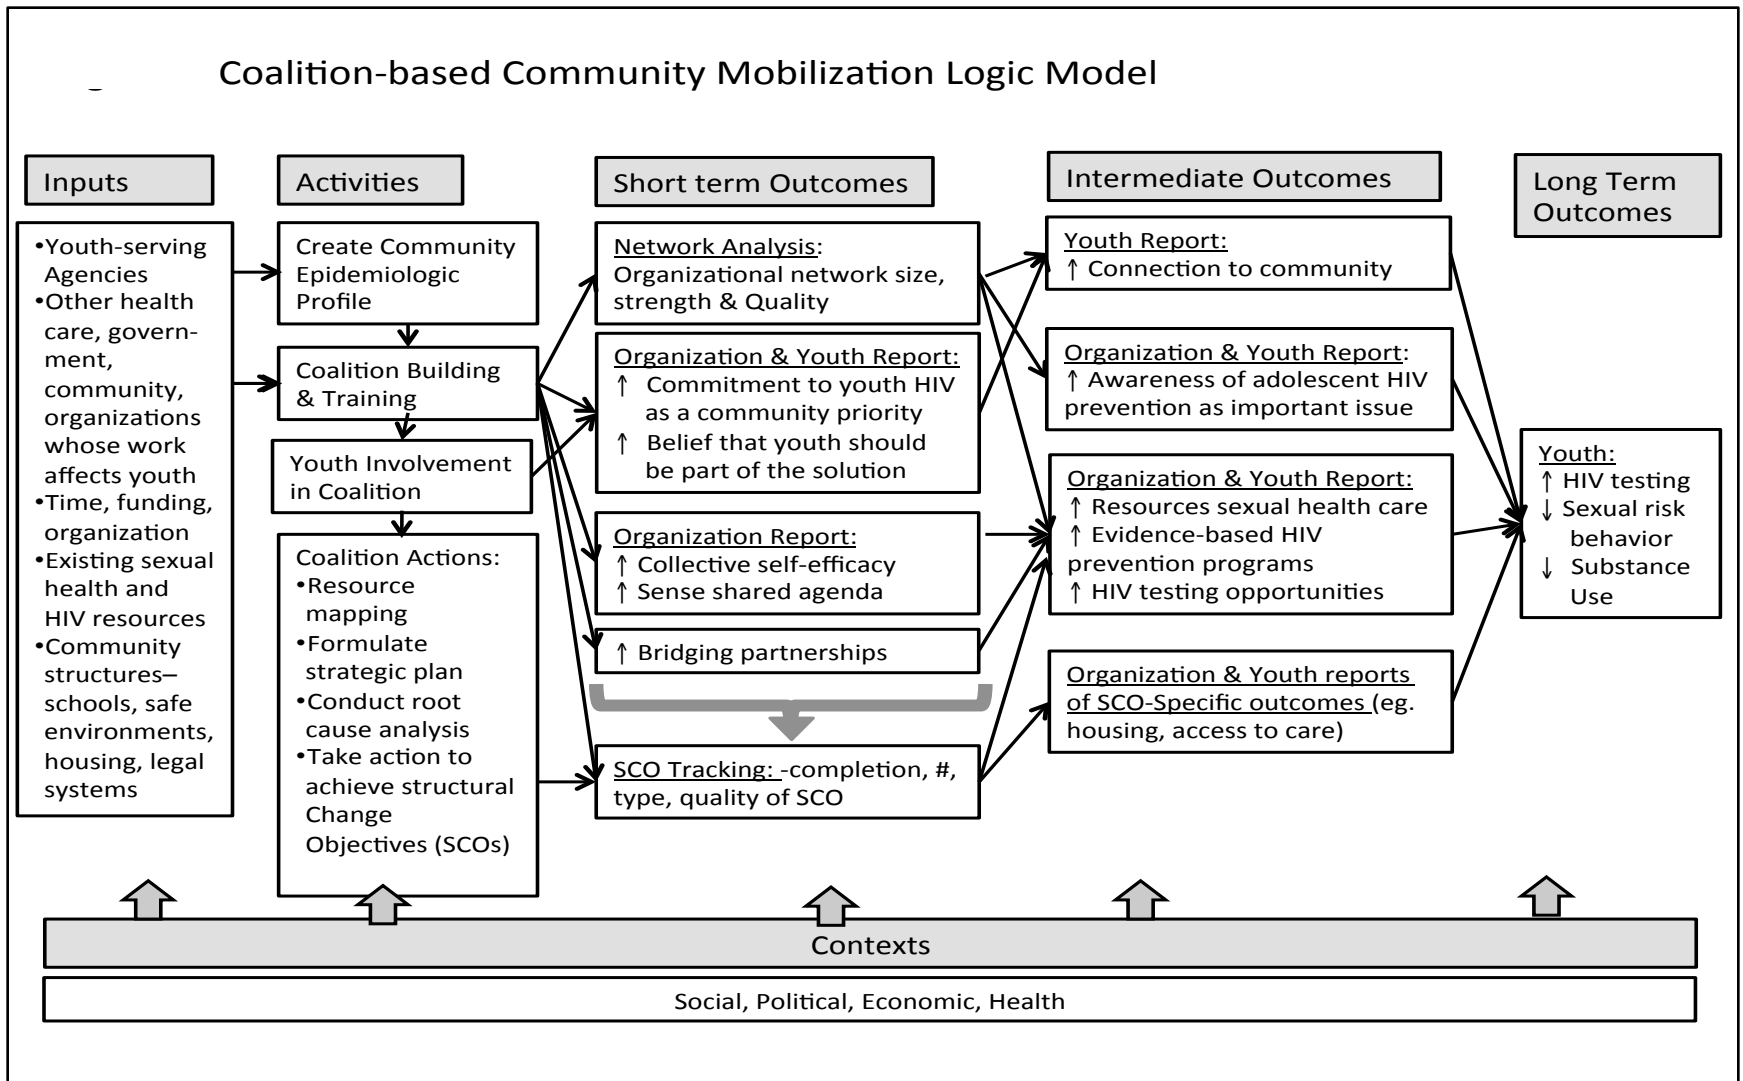 Coalition-based Community Mobilization Logic Model
Inputs
•Youth-serving
Agencies
•Other health
care, govern-
ment,
community,
organizations
whose work
affects youth
•Time, funding,
organization
•Existing sexual
health and
HIV resources
•Community
structures–
schools, safe
environments,
housing, legal
systems
Activities
Create Community
Epidemiologic
Profile
Coalition Building
& Training
Youth Involvement
in Coalition
Coalition Actions:
•Resource
mapping
•Formulate
strategic plan
•Conduct root
cause analysis
•Take action to
achieve structural
Change
Objectives (SCOs)
Short term Outcomes
Network Analysis:
Organizational network size,
strength & Quality
Organization & Youth Report:
↑ Commitment to youth HIV
as a community priority
↑ Belief that youth should
be part of the solution
Organization Report:
↑ Collective self-efficacy
↑ Sense shared agenda
↑ Bridging partnerships
SCO Tracking: -completion, #,
type, quality of SCO
Intermediate Outcomes
Youth Report:
↑ Connection to community
Organization & Youth Report:
↑ Awareness of adolescent HIV
prevention as important issue
Organization & Youth Report:
↑ Resources sexual health care
↑ Evidence-based HIV
prevention programs
↑ HIV testing opportunities
Organization & Youth reports
of SCO-Specific outcomes (eg.
housing, access to care)
Long Term
Outcomes
Youth:
↑ HIV testing
↓ Sexual risk
behavior
↓ Substance
Use
Contexts
Social, Political, Economic, Health